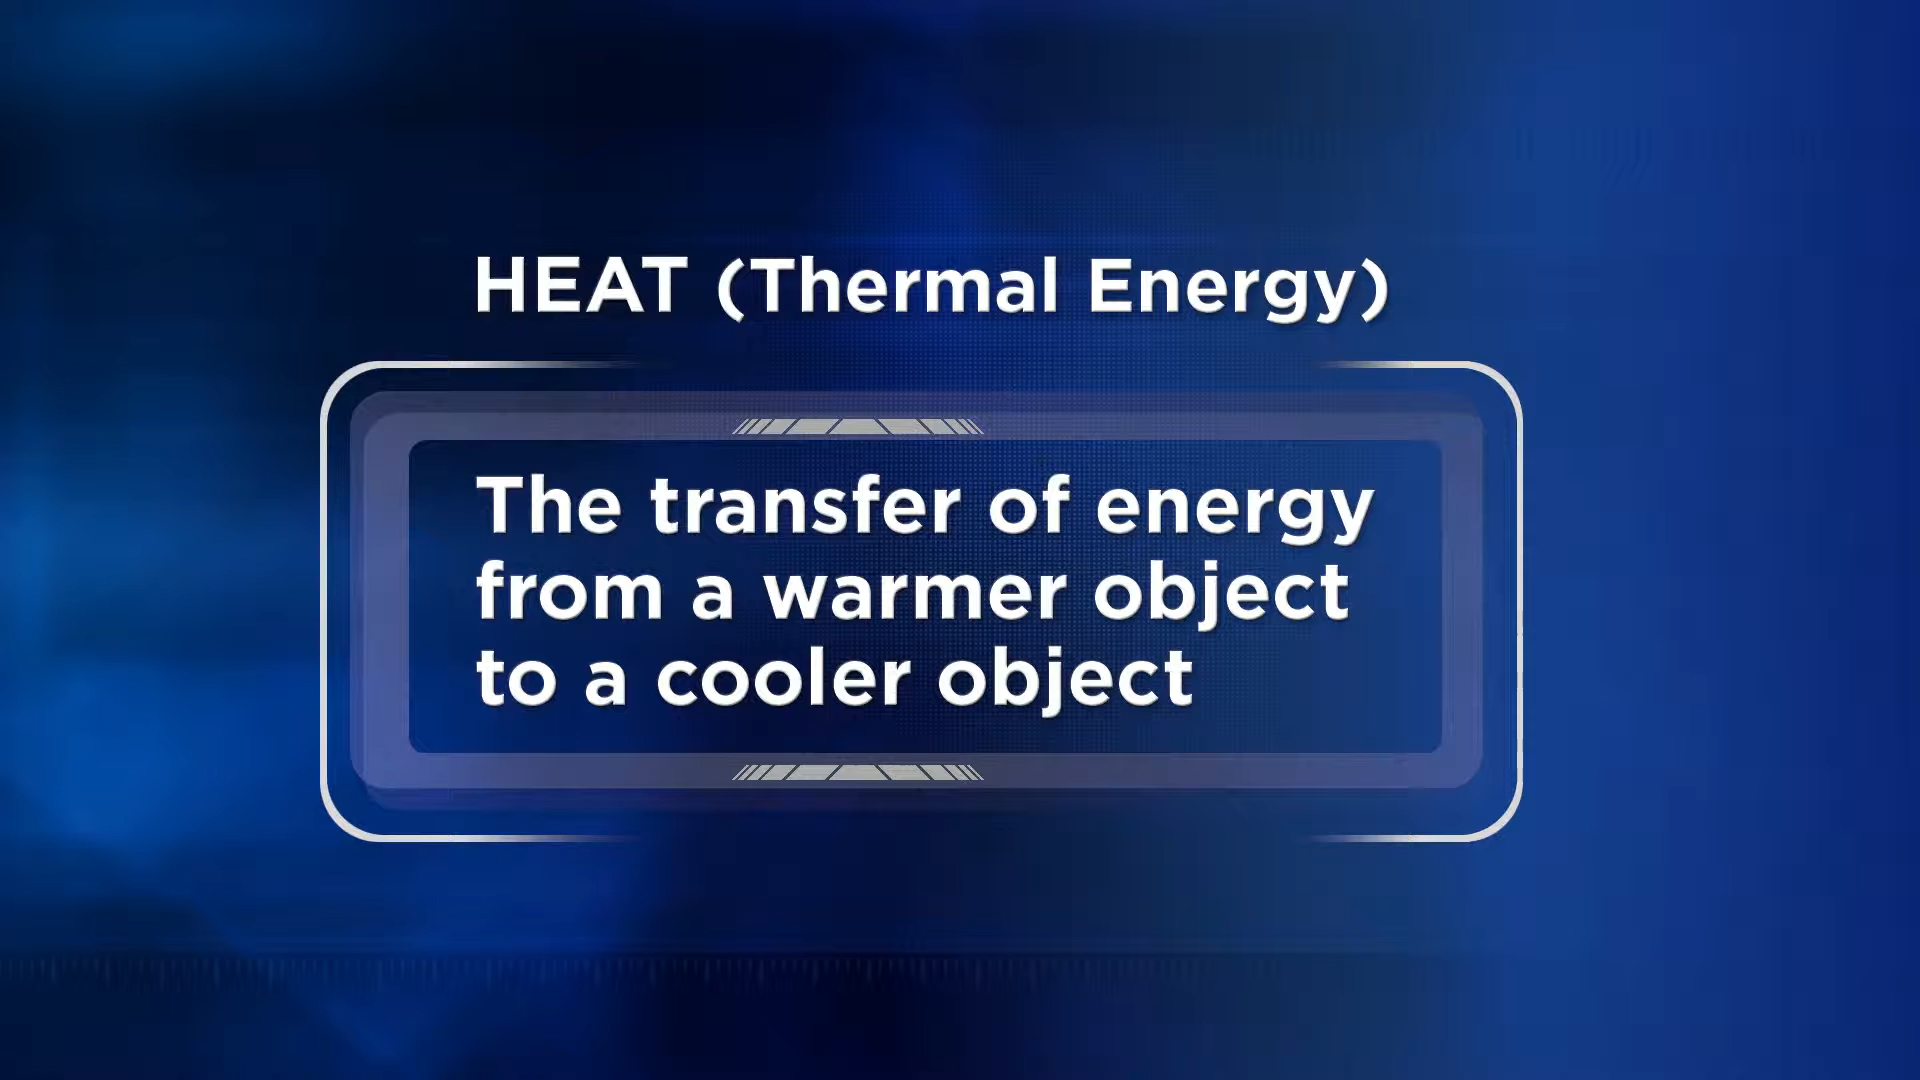 HEAT (Thermal Energy)
The transfer of energy
from a warmer object
to a cooler object